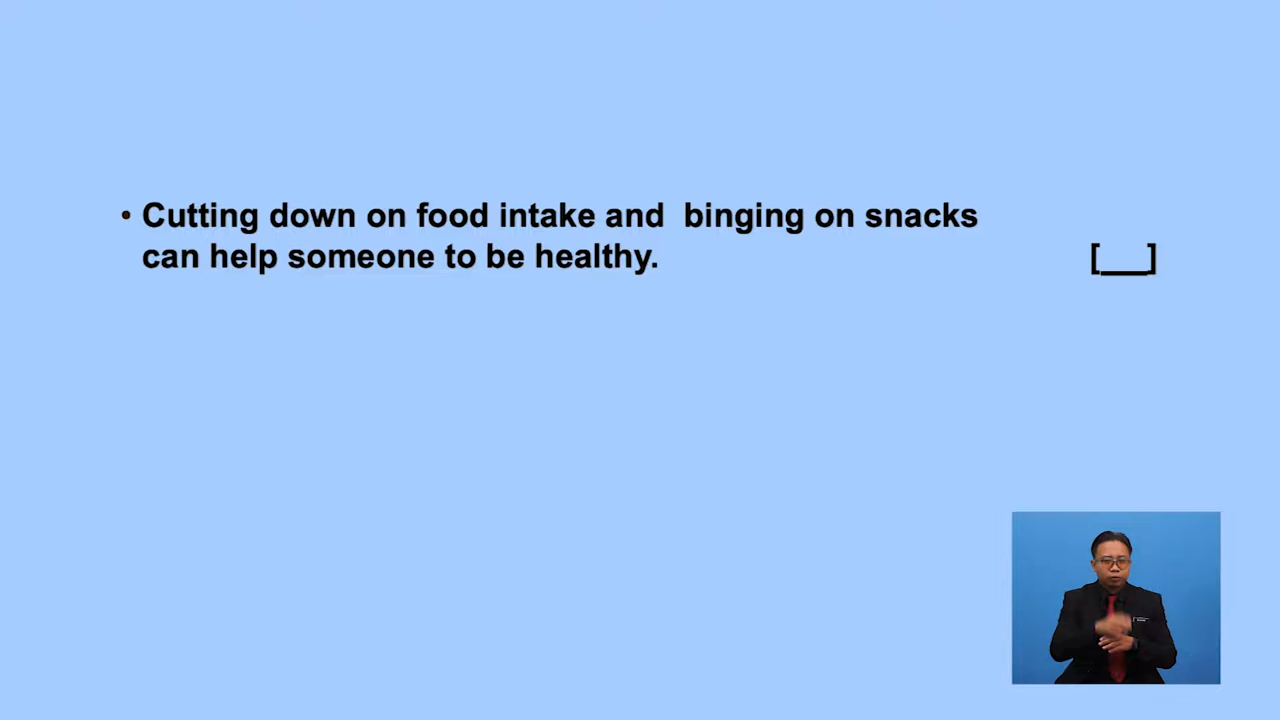 • Cutting down on food intake and  binging on snacks
can help someone to be healthy. [___]